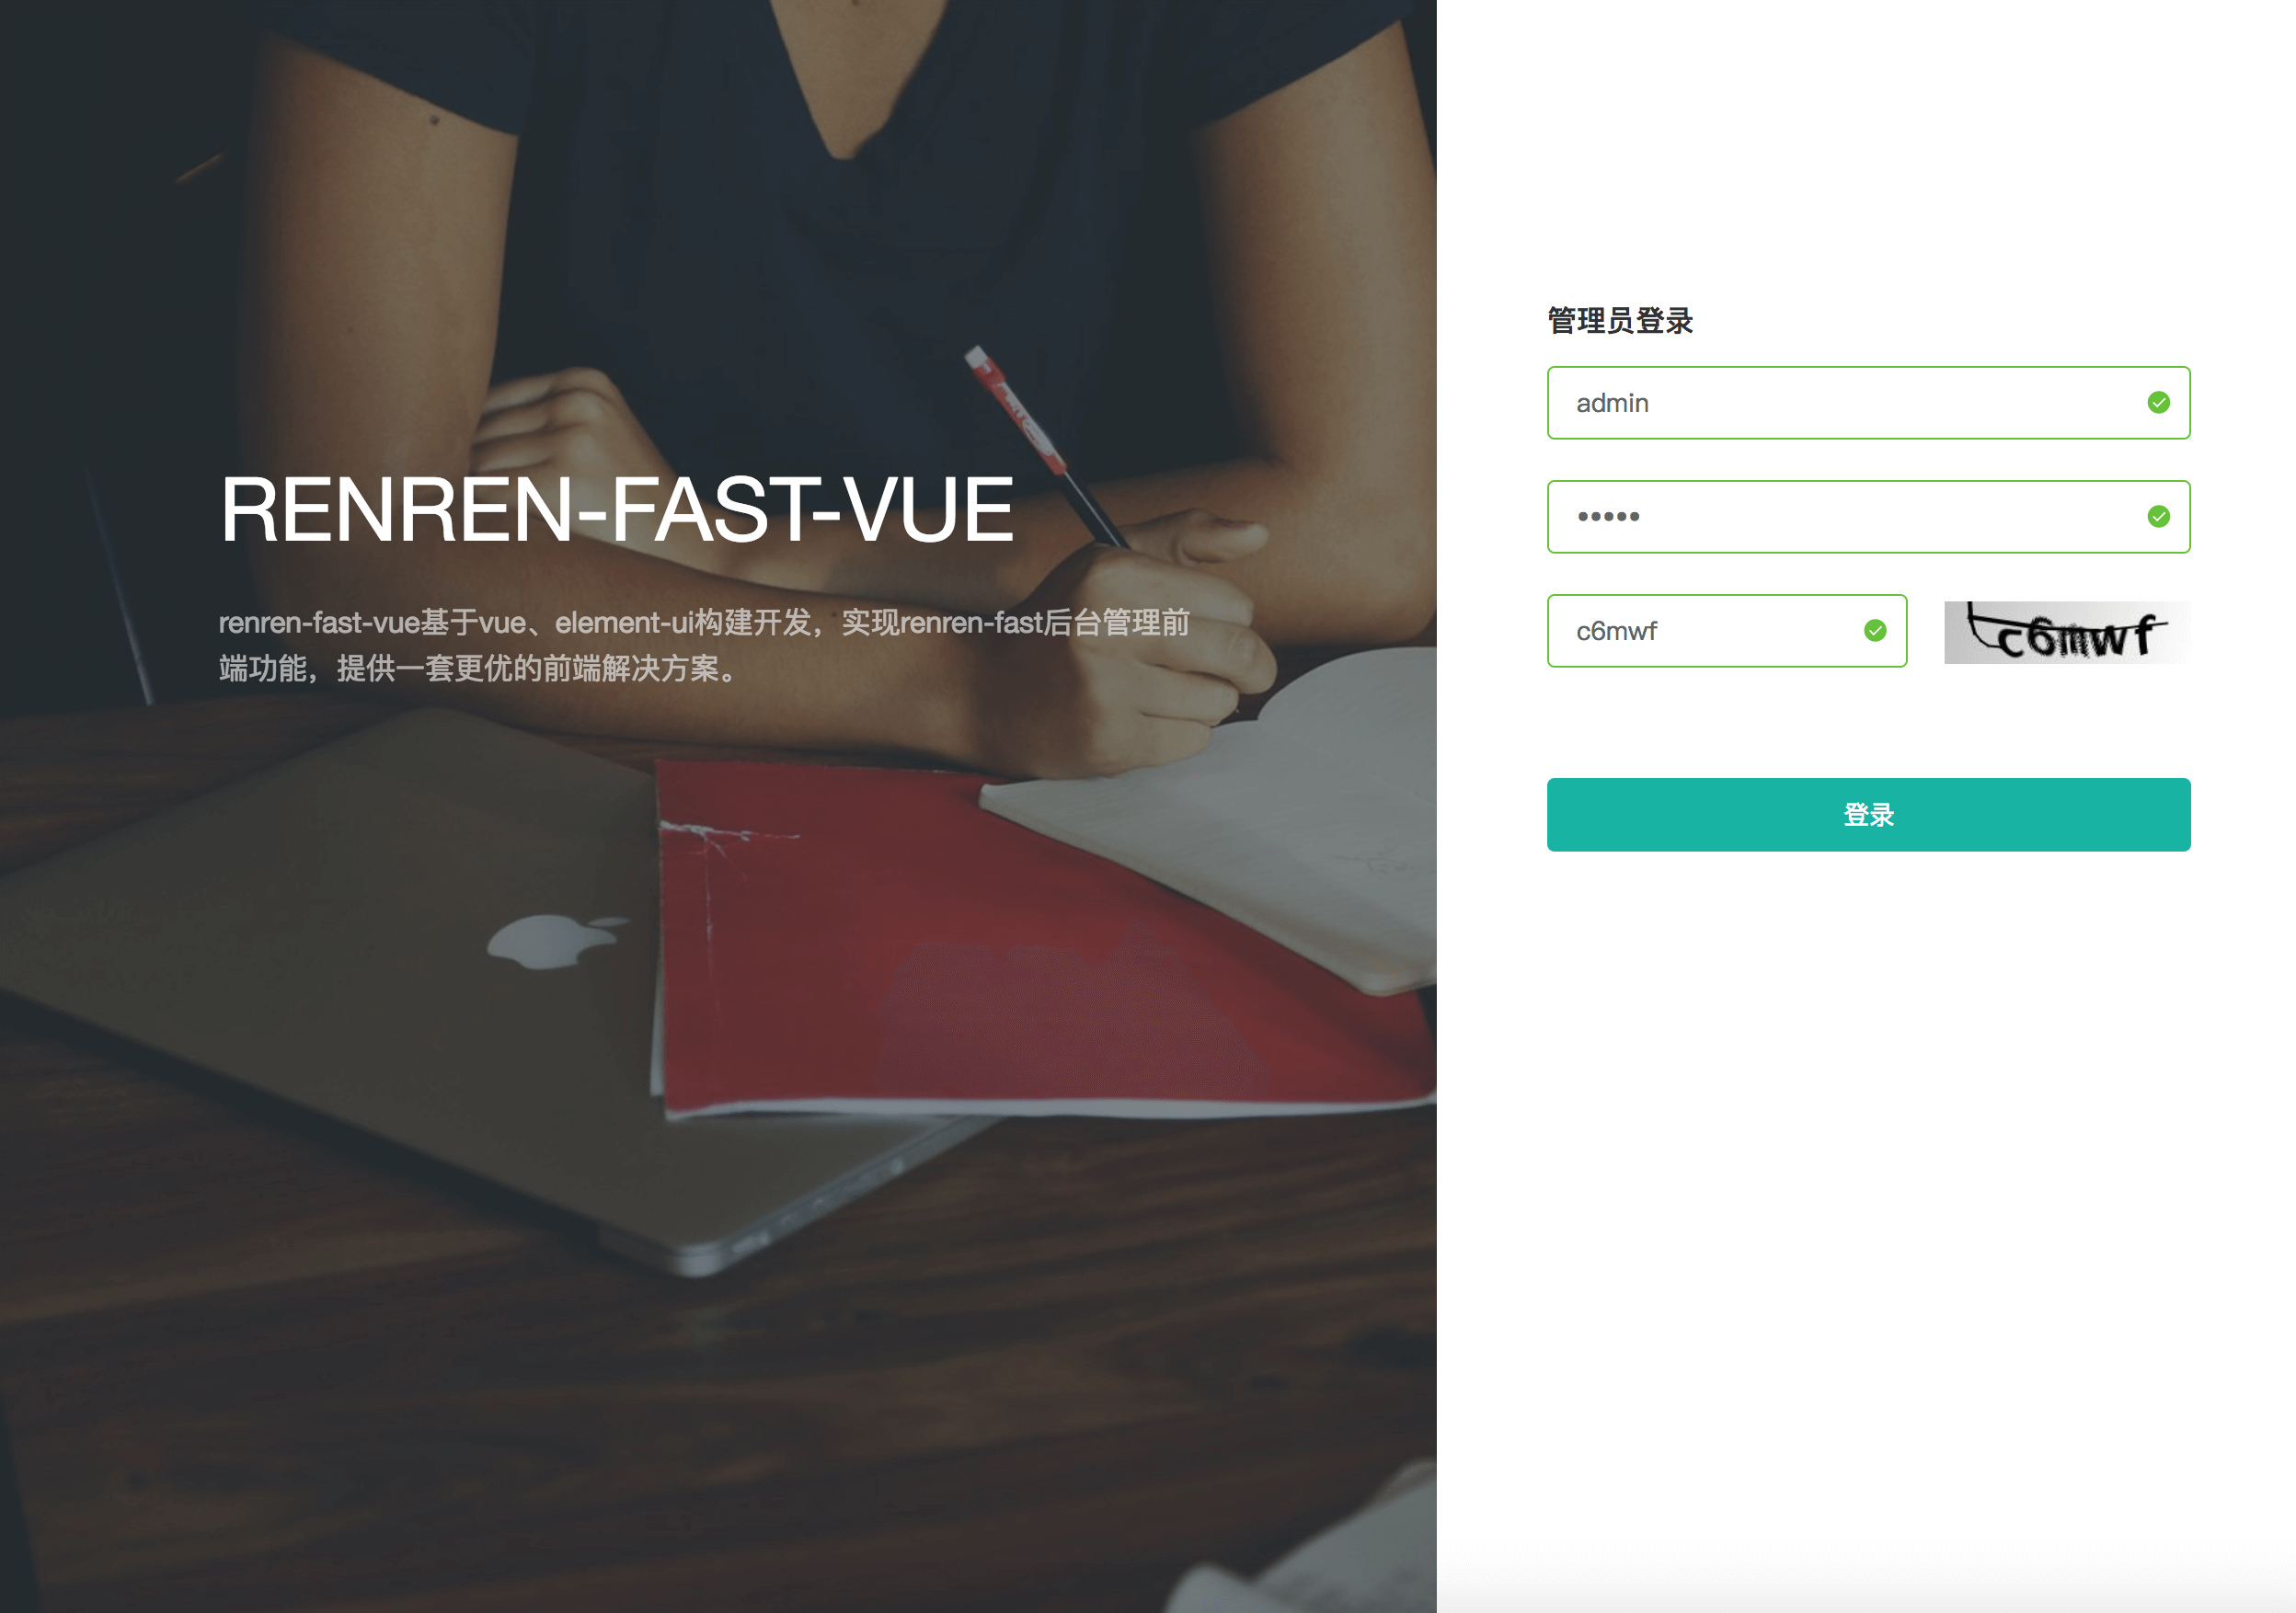 RENREN-FAST-VUE
renren-fast-vue基于vue、element-ui构建开发，实现renren-fast后台管理前
端功能，提供一套更优的前端解决方案。
管理员登录
admin
•••••
c6mwf
c6mwf
登录